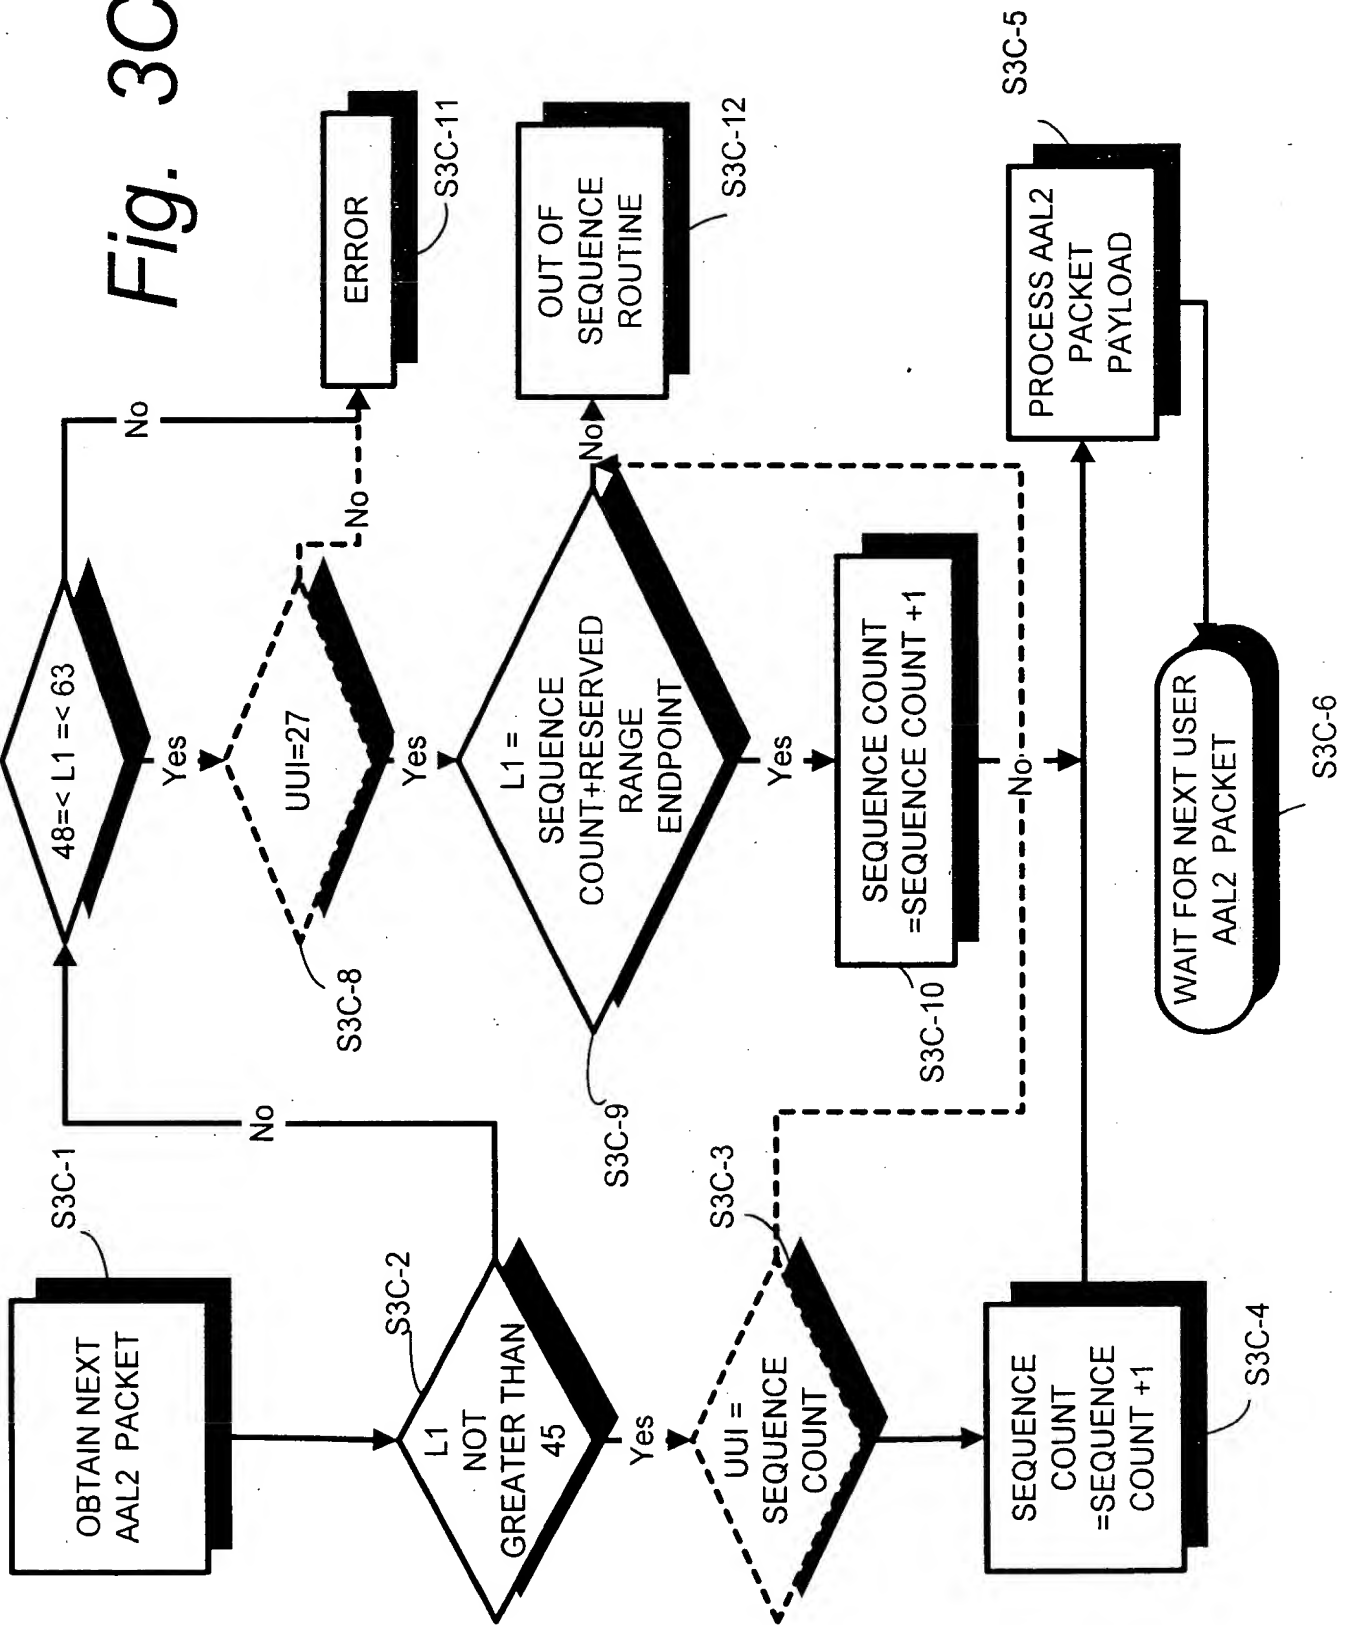 Fig. 3C
S3C-1
OBTAIN NEXT
AAL2 PACKET
S3C-2
L1
NOT
GREATER THAN
45
No
Yes
S3C-3
UUI =
SEQUENCE
COUNT
SEQUENCE
COUNT
=SEQUENCE
COUNT +1
S3C-4
48=< L1 =< 63
No
Yes
UUI=27
S3C-8
No
Yes
ERROR
S3C-11
L1 =
SEQUENCE
COUNT+RESERVED
RANGE
ENDPOINT
S3C-9
No
Yes
OUT OF
SEQUENCE
ROUTINE
S3C-12
SEQUENCE COUNT
=SEQUENCE COUNT +1
S3C-10
No
PROCESS AAL2
PACKET
PAYLOAD
S3C-5
WAIT FOR NEXT USER
AAL2 PACKET
S3C-6